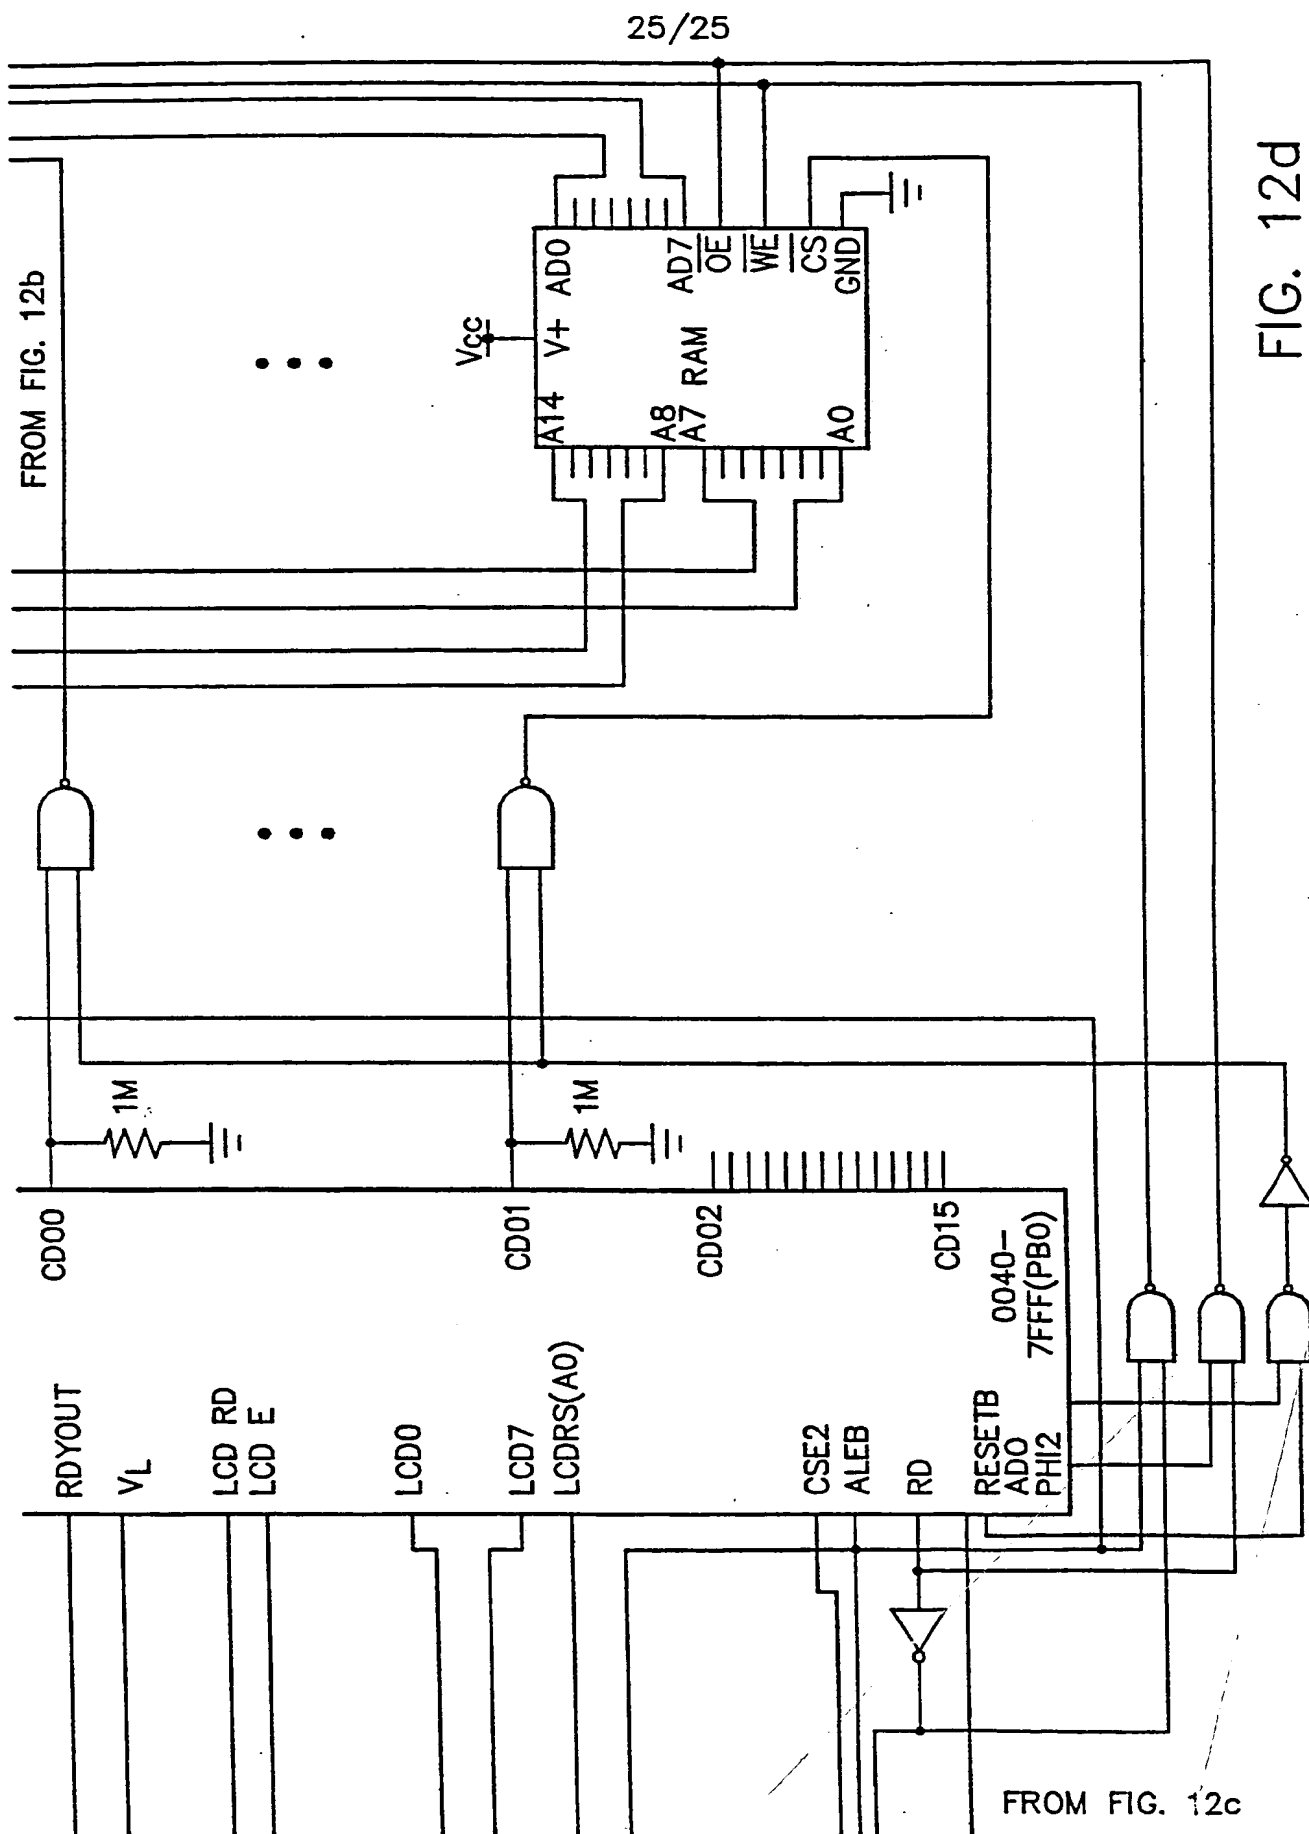 25/25
FROM FIG. 12b
Vcc
V+
AD0
AD7
OE
WE
CS
GND
RAM
A14
A8
A7
A0
FIG. 12d
1M
1M
CD00
CD01
CD02
CD15
0040-
7FFF(PB0)
RDYOUT
VL
LCD RD
LCD E
LCD0
LCD7
LCDRS(A0)
CSE2
ALEB
RD
RESETB
ADO
PHI2
FROM FIG. 12c